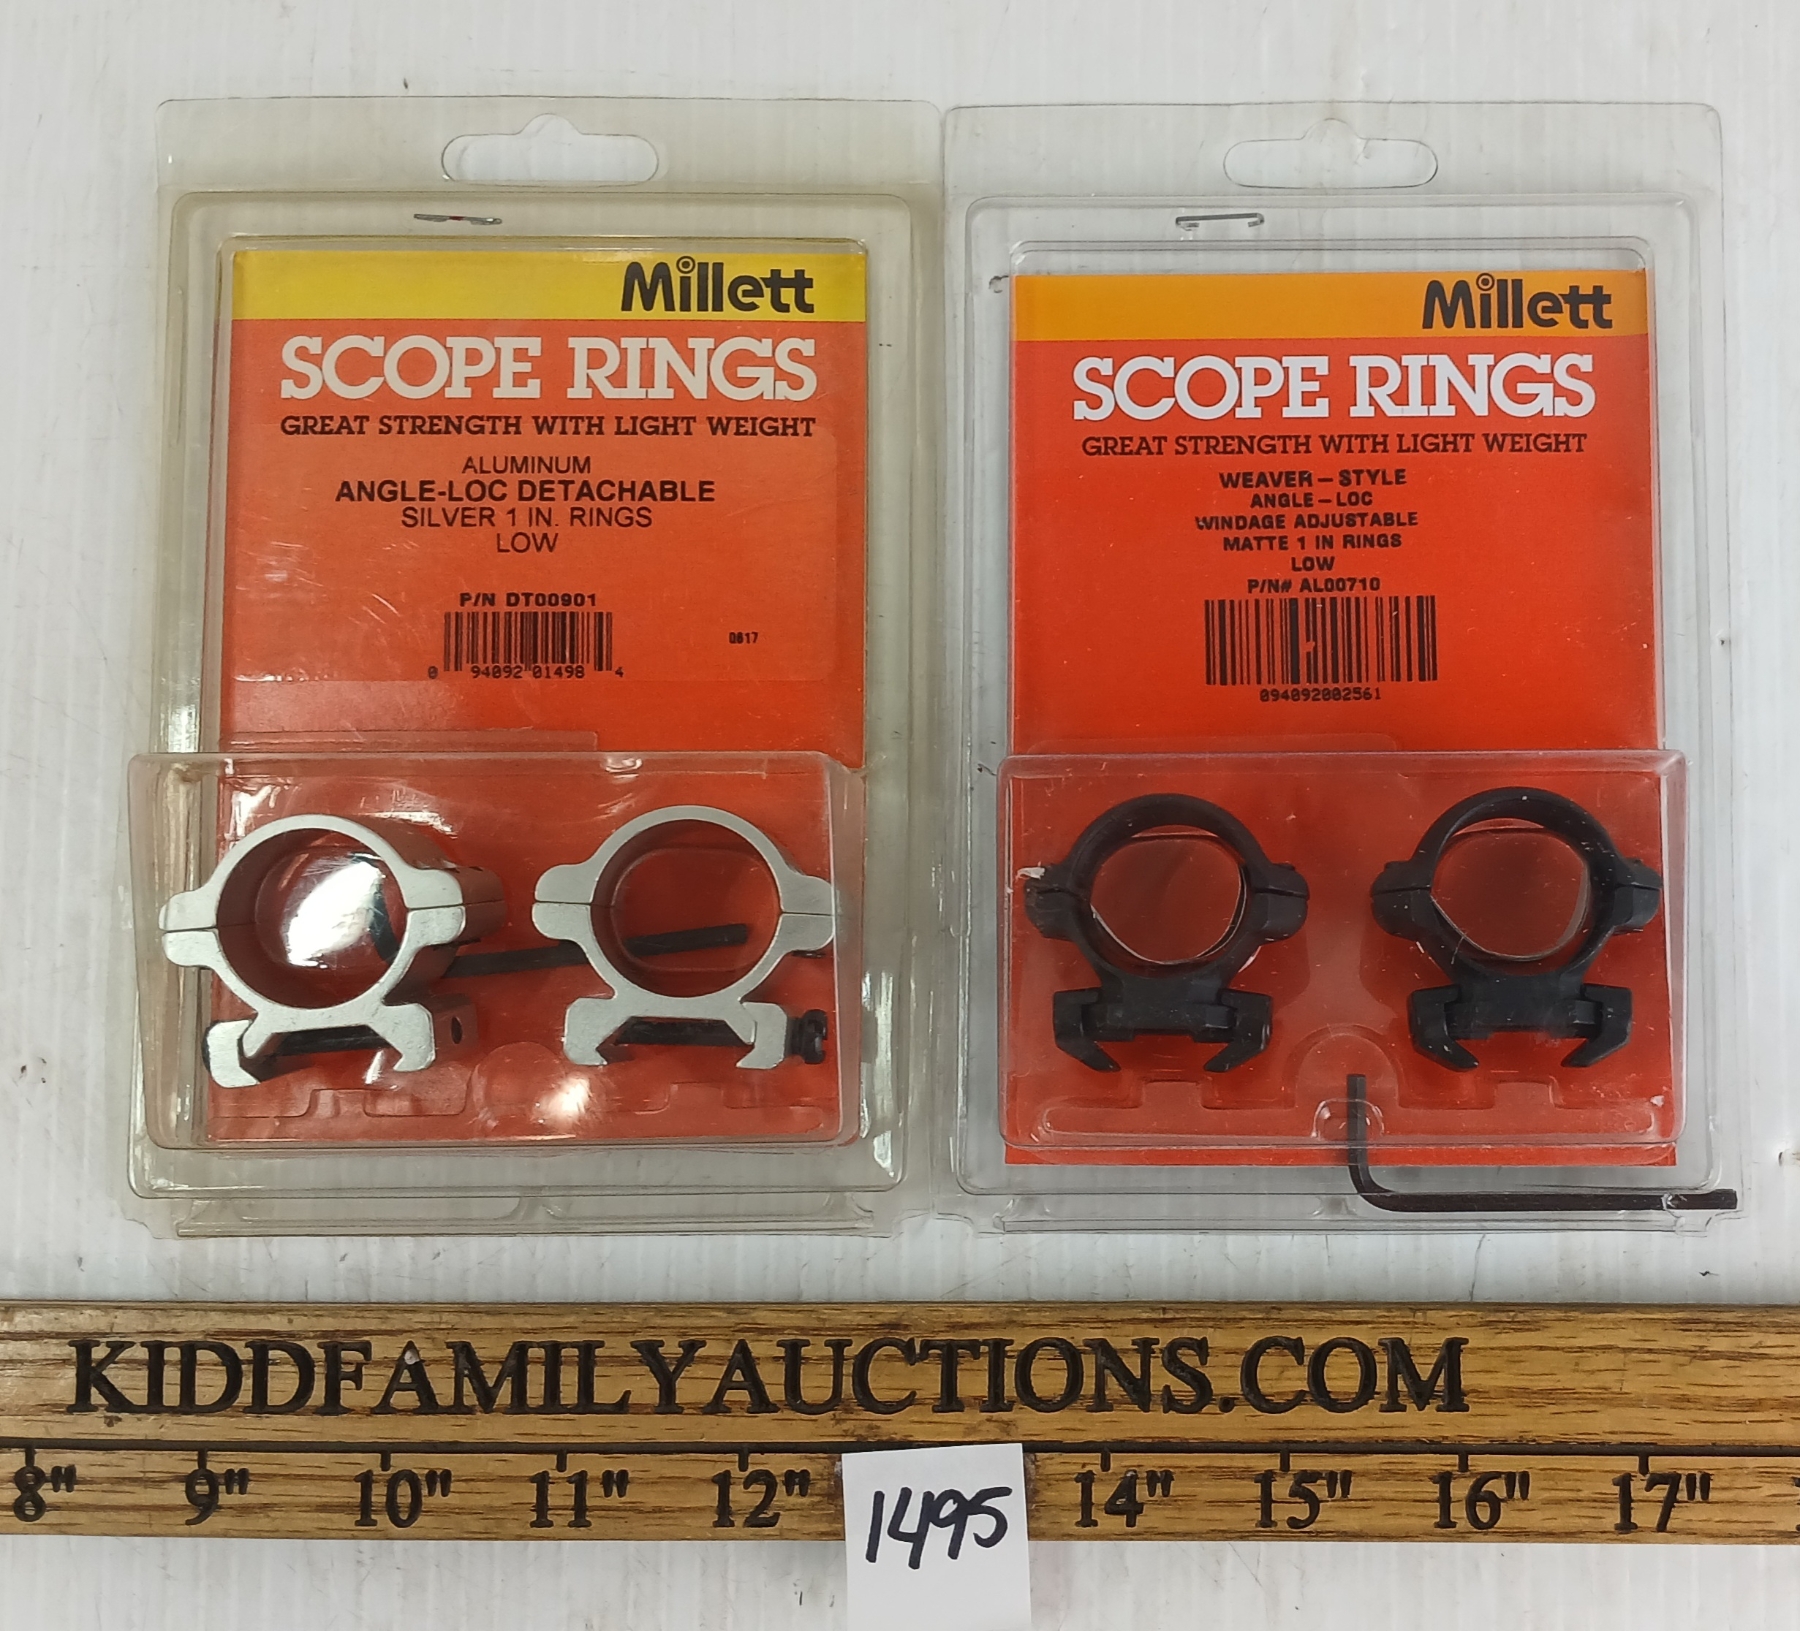 Millett
SCOPE RINGS
GREAT STRENGTH WITH LIGHT WEIGHT
ALUMINUM
ANGLE-LOC DETACHABLE
SILVER 1 IN. RINGS
LOW
P/N DT00901
0817
0 94092 01498 4
Millett
SCOPE RINGS
GREAT STRENGTH WITH LIGHT WEIGHT
WEAVER-STYLE
ANGLE-LOC
WINDAGE ADJUSTABLE
MATTE 1 IN RINGS
LOW
P/N# AL00710
094092002561
KIDDFAMILYAUCTIONS.COM
8" 9" 10" 11" 12" 14" 15" 16" 17"
1495